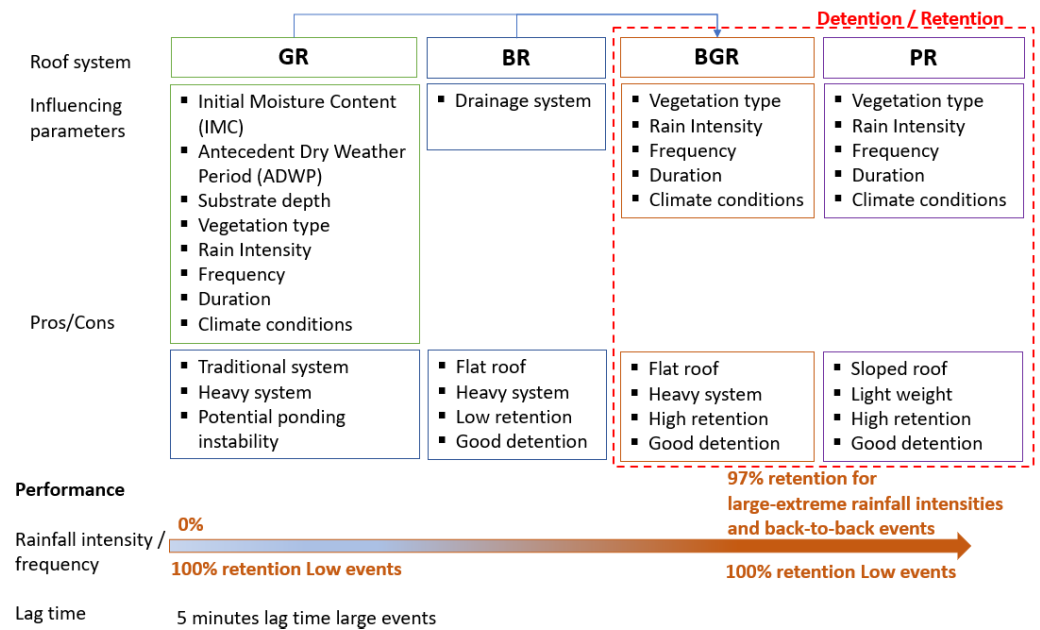 Detention / Retention
Roof system
GR
BR
BGR
PR
Influencing
parameters
▪ Initial Moisture Content
(IMC)
▪ Antecedent Dry Weather
Period (ADWP)
▪ Substrate depth
▪ Vegetation type
▪ Rain Intensity
▪ Frequency
▪ Duration
▪ Climate conditions
▪ Drainage system
▪ Vegetation type
▪ Rain Intensity
▪ Frequency
▪ Duration
▪ Climate conditions
▪ Vegetation type
▪ Rain Intensity
▪ Frequency
▪ Duration
▪ Climate conditions
Pros/Cons
▪ Traditional system
▪ Heavy system
▪ Potential ponding
instability
▪ Flat roof
▪ Heavy system
▪ Low retention
▪ Good detention
▪ Flat roof
▪ Heavy system
▪ High retention
▪ Good detention
▪ Sloped roof
▪ Light weight
▪ High retention
▪ Good detention
Performance
97% retention for
large-extreme rainfall intensities
and back-to-back events
Rainfall intensity /
frequency
0%
100% retention Low events
100% retention Low events
Lag time
5 minutes lag time large events